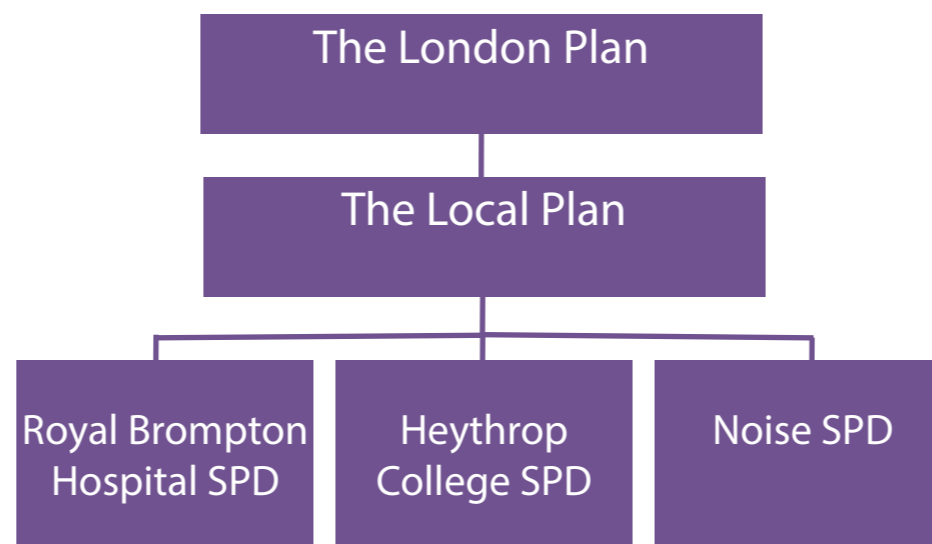 The London Plan
The Local Plan
Royal Brompton
Hospital SPD
Heythrop
College SPD
Noise SPD